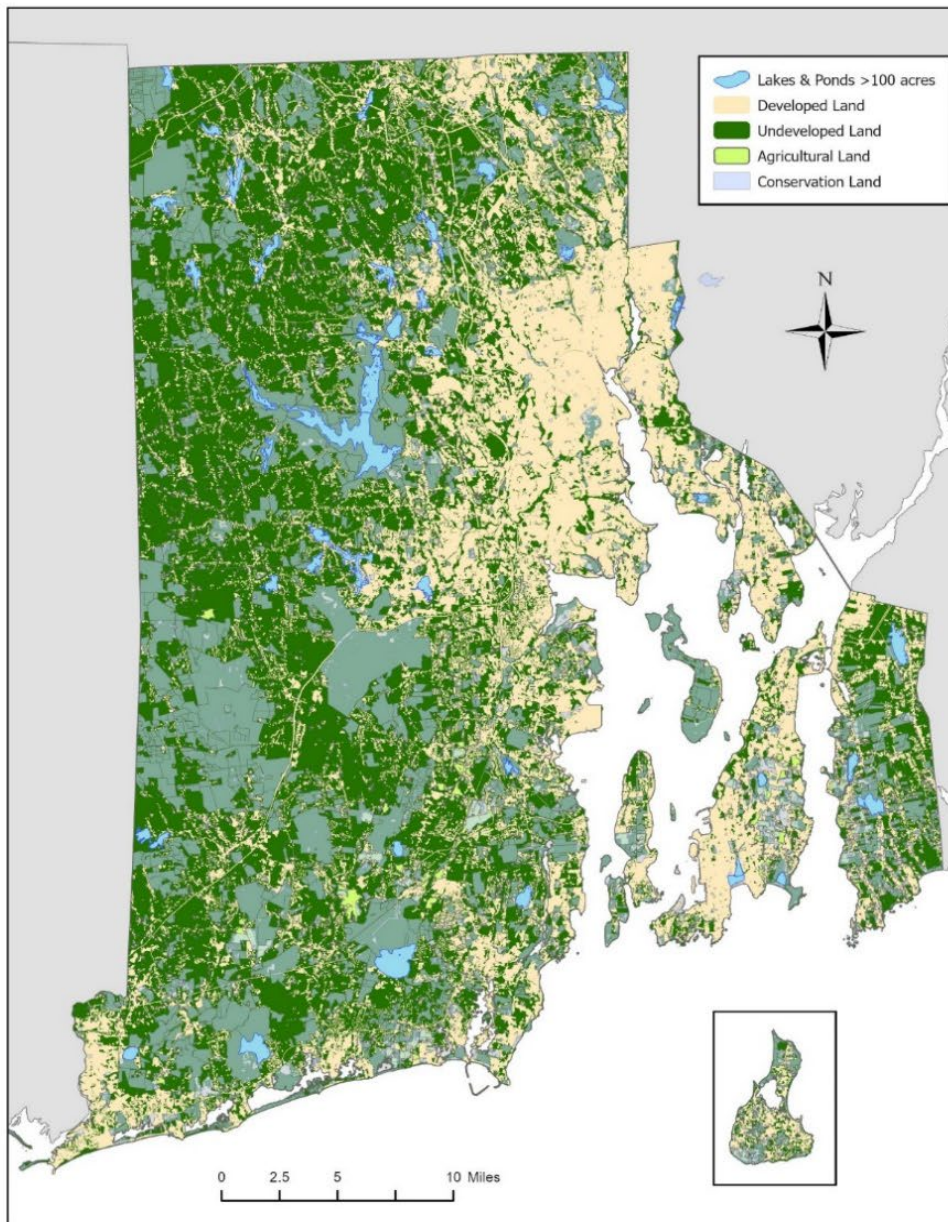 Lakes & Ponds >100 acres
Developed Land
Undeveloped Land
Agricultural Land
Conservation Land
N
0 2.5 5 10 Miles